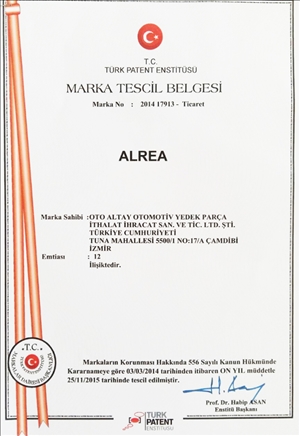 T.C.
TÜRK PATENT ENSTİTÜSÜ
MARKA TESCİL BELGESİ
Marka No : 2014 17913 - Ticaret
ALREA
Marka Sahibi :OTO ALTAY OTOMOTİV YEDEK PARÇA
İTHALAT İHRACAT SAN. VE TİC. LTD. ŞTİ.
TÜRKİYE CUMHURİYETİ
TUNA MAHALLESİ 5500/1 NO:17/A ÇAMDİBİ
İZMİR
Emtiası : 12
İlişiktedir.
T.C.
MARKALAR DAİRESİ BAŞKANLIĞI
Markaların Korunması Hakkında 556 Sayılı Kanun Hükmünde
Kararnameye göre 03/03/2014 tarihinden itibaren ON YIL müddetle
25/11/2015 tarihinde tescil edilmiştir.
Prof. Dr. Habip ASAN
Enstitü Başkanı
TÜRK
PATENT
ENSTİTÜSÜ